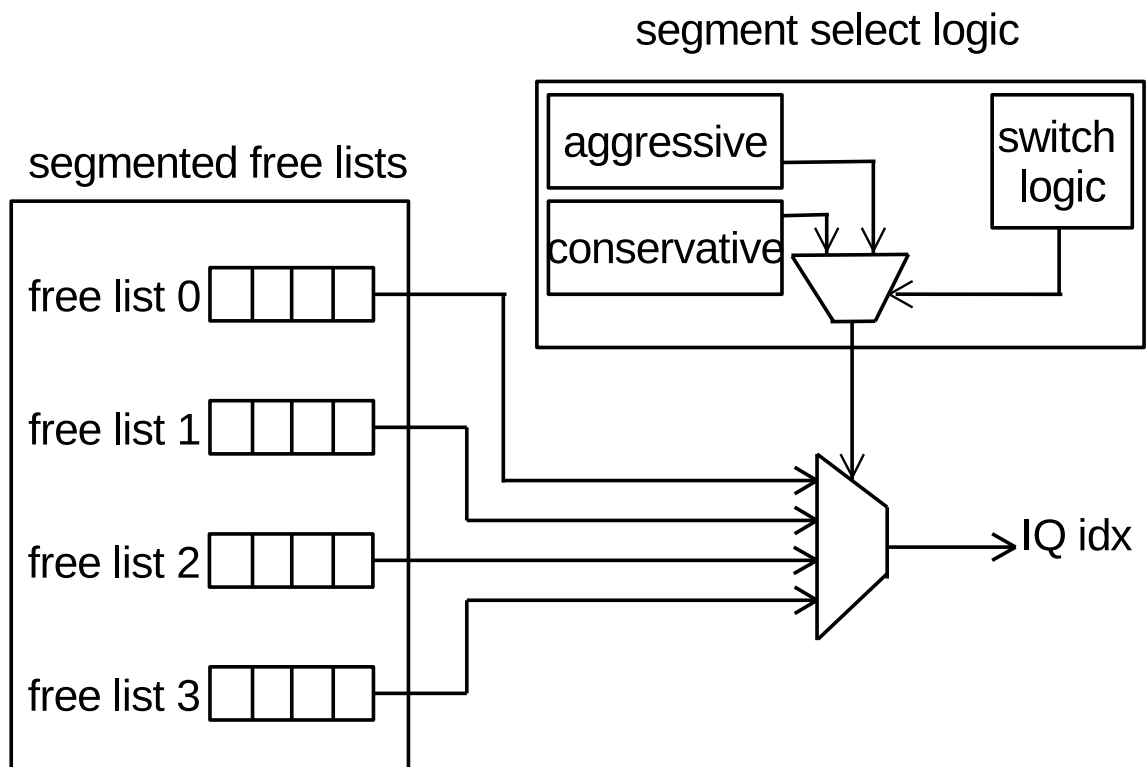 segment select logic
aggressive
switch
logic
conservative
segmented free lists
free list 0
free list 1
free list 2
free list 3
IQ idx